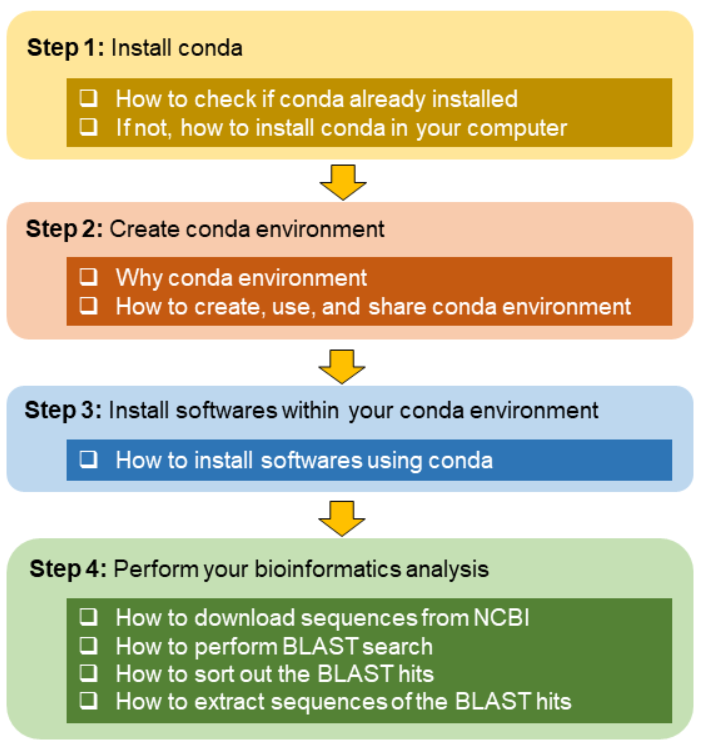 Step 1: Install conda
❑ How to check if conda already installed
❑ If not, how to install conda in your computer
Step 2: Create conda environment
❑ Why conda environment
❑ How to create, use, and share conda environment
Step 3: Install softwares within your conda environment
❑ How to install softwares using conda
Step 4: Perform your bioinformatics analysis
❑ How to download sequences from NCBI
❑ How to perform BLAST search
❑ How to sort out the BLAST hits
❑ How to extract sequences of the BLAST hits